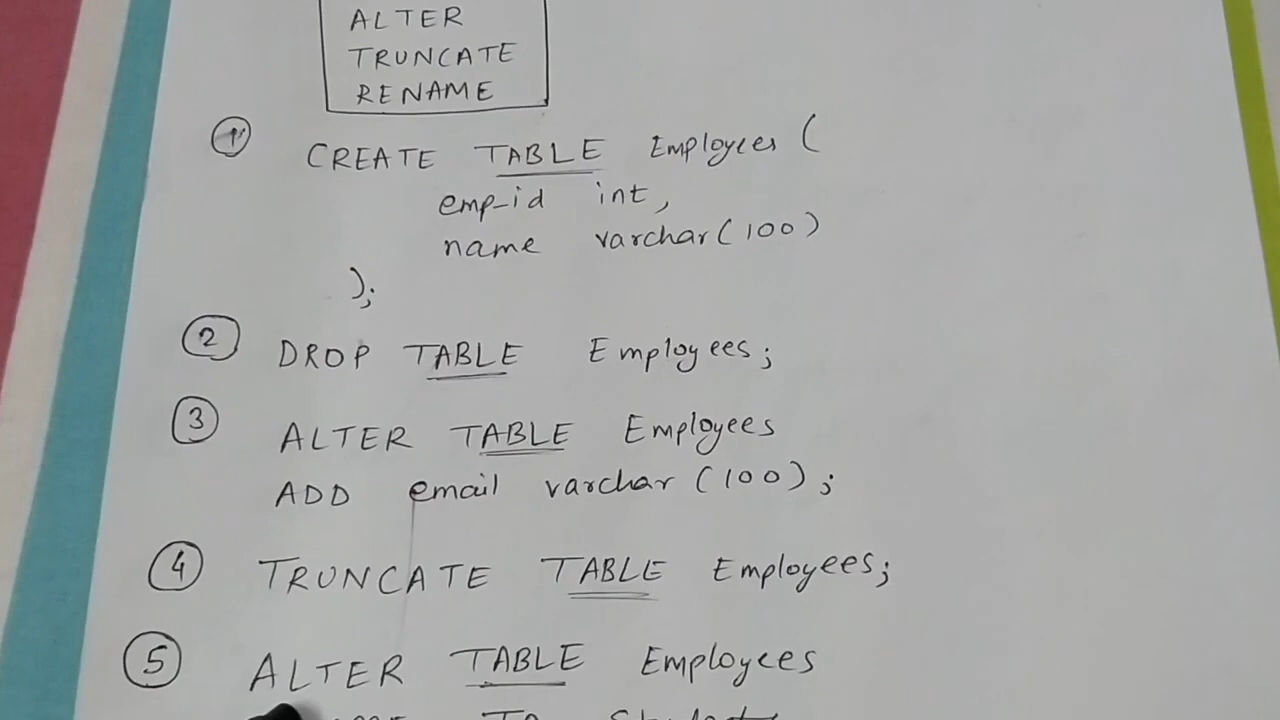 ALTER
TRUNCATE
RENAME
① CREATE TABLE Employees (
emp_id int,
name varchar(100)
);
② DROP TABLE Employees;
③ ALTER TABLE Employees
ADD email varchar(100);
④ TRUNCATE TABLE Employees;
⑤ ALTER TABLE Employees
TO